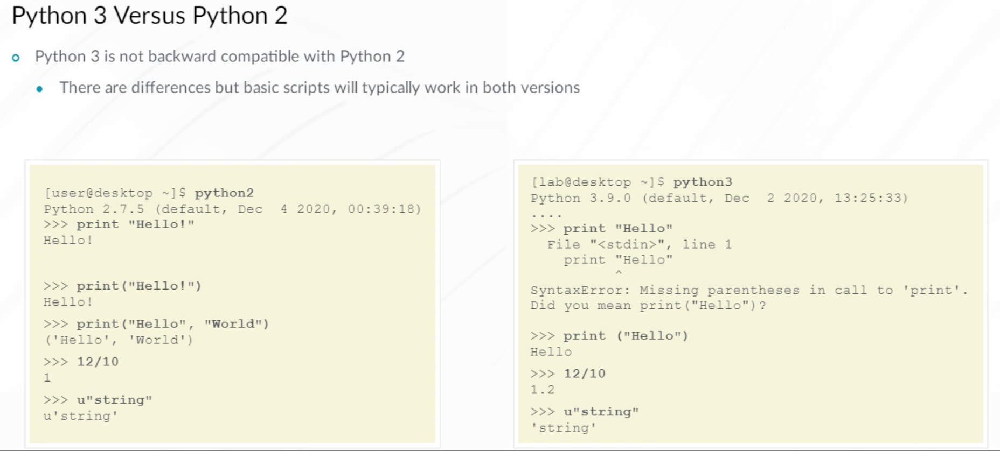 Python 3 Versus Python 2
Python 3 is not backward compatible with Python 2
There are differences but basic scripts will typically work in both versions
[user@desktop ~]$ python2
Python 2.7.5 (default, Dec  4 2020, 00:39:18)
>>> print "Hello!"
Hello!
>>> print("Hello!")
Hello!
>>> print("Hello", "World")
('Hello', 'World')
>>> 12/10
1
>>> u"string"
u'string'
[lab@desktop ~]$ python3
Python 3.9.0 (default, Dec  2 2020, 13:25:33)
....
>>> print "Hello"
  File "<stdin>", line 1
    print "Hello"
          ^
SyntaxError: Missing parentheses in call to 'print'.
Did you mean print("Hello")?
>>> print ("Hello")
Hello
>>> 12/10
1.2
>>> u"string"
'string'